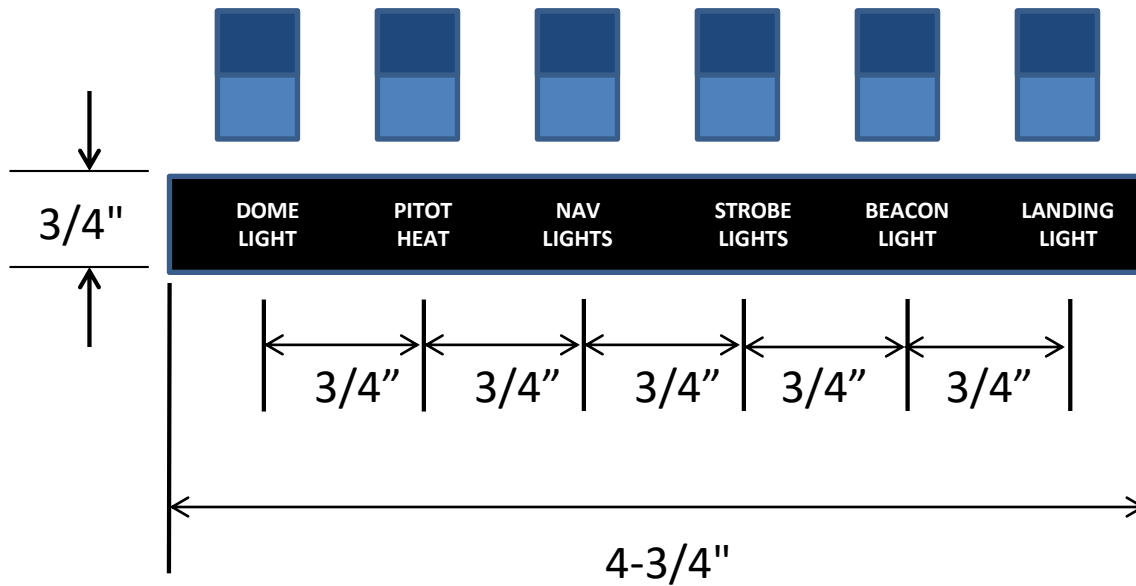 3/4"
DOME
LIGHT
PITOT
HEAT
NAV
LIGHTS
STROBE
LIGHTS
BEACON
LIGHT
LANDING
LIGHT
3/4”
3/4”
3/4”
3/4”
3/4”
4-3/4"